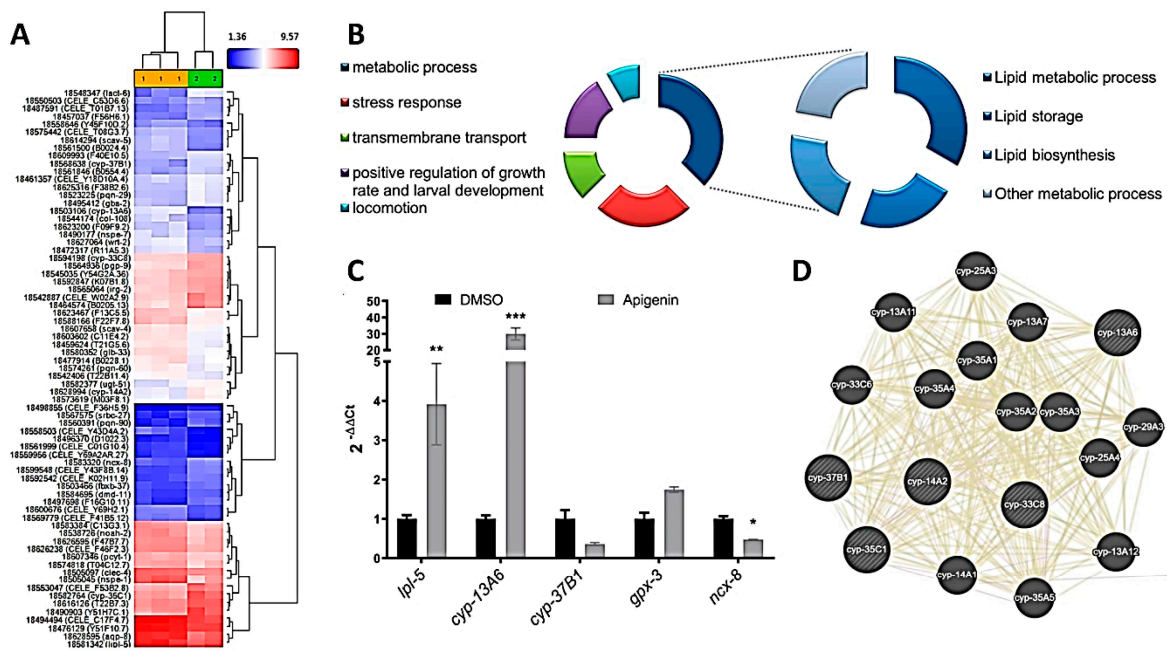 A
1.36
9.57
1
1
1
2
2
18548347 (lact-6)
18550503 (CELE_C53D6.6)
18487591 (CELE_T01B7.13)
18457037 (F56H6.1)
18558646 (Y45F10D.2)
18575442 (CELE_T08G3.7)
18614294 (scav-5)
18561500 (B0024.4)
18609993 (F40E10.5)
18568638 (cyp-37B1)
18561846 (B0554.4)
18461357 (CELE_Y18D10A.4)
18625316 (F38B2.6)
18523225 (pqn-29)
18495412 (gba-2)
18503106 (cyp-13A6)
18544174 (col-108)
18623200 (F09F9.2)
18490177 (nspe-7)
18627064 (wrt-2)
18472317 (R11A5.3)
18594198 (cyp-33C8)
18564936 (pgp-9)
18545035 (Y54G2A.36)
18592847 (K07B1.8)
18565064 (irg-2)
18542887 (CELE_W02A2.9)
18464574 (B0205.13)
18623467 (F13C5.5)
18588166 (F22F7.8)
18607658 (scav-4)
18603602 (C11E4.2)
18459624 (T21G5.6)
18580352 (glb-33)
18477914 (B0228.1)
18574261 (pqn-60)
18542406 (T22B11.4)
18582377 (ugt-51)
18628994 (cyp-14A2)
18573619 (M03F8.1)
18498855 (CELE_F36H5.9)
18567575 (srbc-27)
18560391 (pqn-90)
18558503 (CELE_Y43D4A.2)
18496370 (D1022.3)
18561999 (CELE_C01G10.4)
18559956 (CELE_Y69A2AR.27)
18583320 (ncx-8)
18599548 (CELE_Y43F8B.14)
18592542 (CELE_K02H11.9)
18503466 (fbxb-37)
18584695 (dmd-11)
18497698 (F16G10.11)
18600676 (CELE_Y69H2.1)
18569779 (CELE_F41B5.12)
18583384 (C13G3.1)
18538726 (noah-2)
18626595 (F47B7.7)
18626238 (CELE_F46F2.3)
18607346 (pcyt-1)
18574818 (T04C12.7)
18505097 (clec-4)
18505045 (nspe-1)
18553047 (CELE_F53B2.8)
18582764 (cyp-35C1)
18616126 (T22B7.3)
18490903 (Y51H7C.1)
18494494 (CELE_C17F4.7)
18476129 (Y51F10.7)
18628595 (aqp-8)
18581342 (lipl-5)
B
metabolic process
stress response
transmembrane transport
positive regulation of growth
rate and larval development
locomotion
Lipid metabolic process
Lipid storage
Lipid biosynthesis
Other metabolic process
C
DMSO
Apigenin
2^-ΔΔCt
50
40
30
20
10
5
4
3
2
1
0
**
***
*
lpl-5
cyp-13A6
cyp-37B1
gpx-3
ncx-8
D
cyp-25A3
cyp-13A11
cyp-13A7
cyp-13A6
cyp-35A1
cyp-33C6
cyp-35A4
cyp-35A2
cyp-35A3
cyp-29A3
cyp-25A4
cyp-37B1
cyp-14A2
cyp-33C8
cyp-35C1
cyp-13A12
cyp-14A1
cyp-35A5